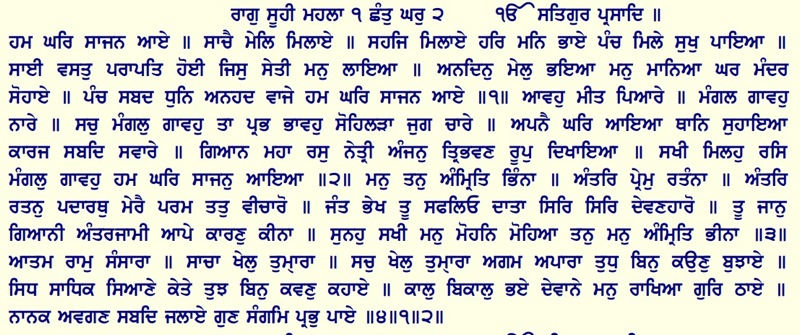 ਰਾਗੁ ਸੂਹੀ ਮਹਲਾ ੧ ਛੰਤੁ ਘਰੁ ੨ ੴ ਸਤਿਗੁਰ ਪ੍ਰਸਾਦਿ ॥
ਹਮ ਘਰਿ ਸਾਜਨ ਆਏ ॥ ਸਾਚੈ ਮੇਲਿ ਮਿਲਾਏ ॥ ਸਹਜਿ ਮਿਲਾਏ ਹਰਿ ਮਨਿ ਭਾਏ ਪੰਚ ਮਿਲੇ ਸੁਖੁ ਪਾਇਆ ॥
ਸਾਈ ਵਸਤੁ ਪਰਾਪਤਿ ਹੋਈ ਜਿਸੁ ਸੇਤੀ ਮਨੁ ਲਾਇਆ ॥ ਅਨਦਿਨੁ ਮੇਲੁ ਭਇਆ ਮਨੁ ਮਾਨਿਆ ਘਰ ਮੰਦਰ
ਸੋਹਾਏ ॥ ਪੰਚ ਸਬਦ ਧੁਨਿ ਅਨਹਦ ਵਾਜੇ ਹਮ ਘਰਿ ਸਾਜਨ ਆਏ ॥੧॥ ਆਵਹੁ ਮੀਤ ਪਿਆਰੇ ॥ ਮੰਗਲ ਗਾਵਹੁ
ਨਾਰੇ ॥ ਸਚੁ ਮੰਗਲੁ ਗਾਵਹੁ ਤਾ ਪ੍ਰਭ ਭਾਵਹੁ ਸੋਹਿਲੜਾ ਜੁਗ ਚਾਰੇ ॥ ਅਪਨੈ ਘਰਿ ਆਇਆ ਥਾਨਿ ਸੁਹਾਇਆ
ਕਾਰਜ ਸਬਦਿ ਸਵਾਰੇ ॥ ਗਿਆਨ ਮਹਾ ਰਸੁ ਨੇਤ੍ਰੀ ਅੰਜਨੁ ਤ੍ਰਿਭਵਣ ਰੂਪੁ ਦਿਖਾਇਆ ॥ ਸਖੀ ਮਿਲਹੁ ਰਸਿ
ਮੰਗਲੁ ਗਾਵਹੁ ਹਮ ਘਰਿ ਸਾਜਨੁ ਆਇਆ ॥੨॥ ਮਨੁ ਤਨੁ ਅੰਮ੍ਰਿਤਿ ਭਿੰਨਾ ॥ ਅੰਤਰਿ ਪ੍ਰੇਮੁ ਰਤੰਨਾ ॥ ਅੰਤਰਿ
ਰਤਨੁ ਪਦਾਰਥੁ ਮੇਰੈ ਪਰਮ ਤਤੁ ਵੀਚਾਰੋ ॥ ਜੰਤ ਭੇਖ ਤੂ ਸਫਲਿਓ ਦਾਤਾ ਸਿਰਿ ਸਿਰਿ ਦੇਵਣਹਾਰੋ ॥ ਤੂ ਜਾਨੁ
ਗਿਆਨੀ ਅੰਤਰਜਾਮੀ ਆਪੇ ਕਾਰਣੁ ਕੀਨਾ ॥ ਸੁਨਹੁ ਸਖੀ ਮਨੁ ਮੋਹਨਿ ਮੋਹਿਆ ਤਨੁ ਮਨੁ ਅੰਮ੍ਰਿਤਿ ਭੀਨਾ ॥੩॥
ਆਤਮ ਰਾਮੁ ਸੰਸਾਰਾ ॥ ਸਾਚਾ ਖੇਲੁ ਤੁਮ੍ਹਾਰਾ ॥ ਸਚੁ ਖੇਲੁ ਤੁਮ੍ਹਾਰਾ ਅਗਮ ਅਪਾਰਾ ਤੁਧੁ ਬਿਨੁ ਕਉਣੁ ਬੁਝਾਏ ॥
ਸਿਧ ਸਾਧਿਕ ਸਿਆਣੇ ਕੇਤੇ ਤੁਝ ਬਿਨੁ ਕਵਣੁ ਕਹਾਏ ॥ ਕਾਲੁ ਬਿਕਾਲੁ ਭਏ ਦੇਵਾਨੇ ਮਨੁ ਰਾਖਿਆ ਗੁਰਿ ਠਾਏ ॥
ਨਾਨਕ ਅਵਗਣ ਸਬਦਿ ਜਲਾਏ ਗੁਣ ਸੰਗਮਿ ਪ੍ਰਭੁ ਪਾਏ ॥੪॥੧॥੨॥